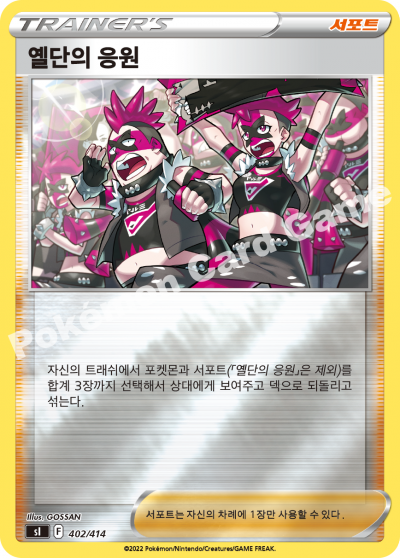 TRAINER'S
서포트
옐단의 응원
Pokémon Card Game
자신의 트래쉬에서 포켓몬과 서포트(「옐단의 응원」은 제외)를
합계 3장까지 선택해서 상대에게 보여주고 덱으로 되돌리고
섞는다.
Illus. GOSSAN
sI F 402/414
서포트는 자신의 차례에 1장만 사용할 수 있다.
©2022 Pokémon/Nintendo/Creatures/GAME FREAK.